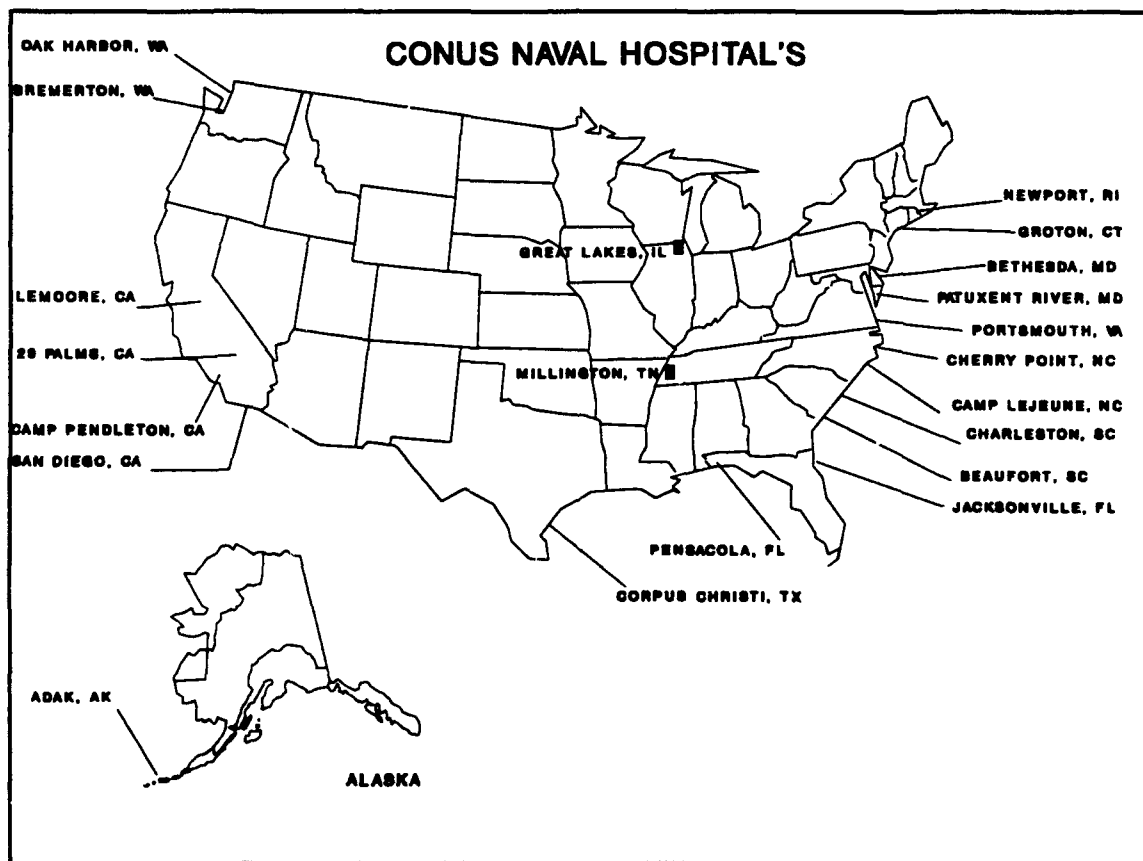 CONUS NAVAL HOSPITAL'S
OAK HARBOR, WA
BREMERTON, WA
NEWPORT, RI
GROTON, CT
GREAT LAKES, IL
BETHESDA, MD
LEMOORE, CA
PATUXENT RIVER, MD
PORTSMOUTH, VA
29 PALMS, CA
CHERRY POINT, NC
MILLINGTON, TN
CAMP LEJEUNE, NC
CAMP PENDLETON, CA
CHARLESTON, SC
SAN DIEGO, CA
BEAUFORT, SC
JACKSONVILLE, FL
PENSACOLA, FL
CORPUS CHRISTI, TX
ADAK, AK
ALASKA